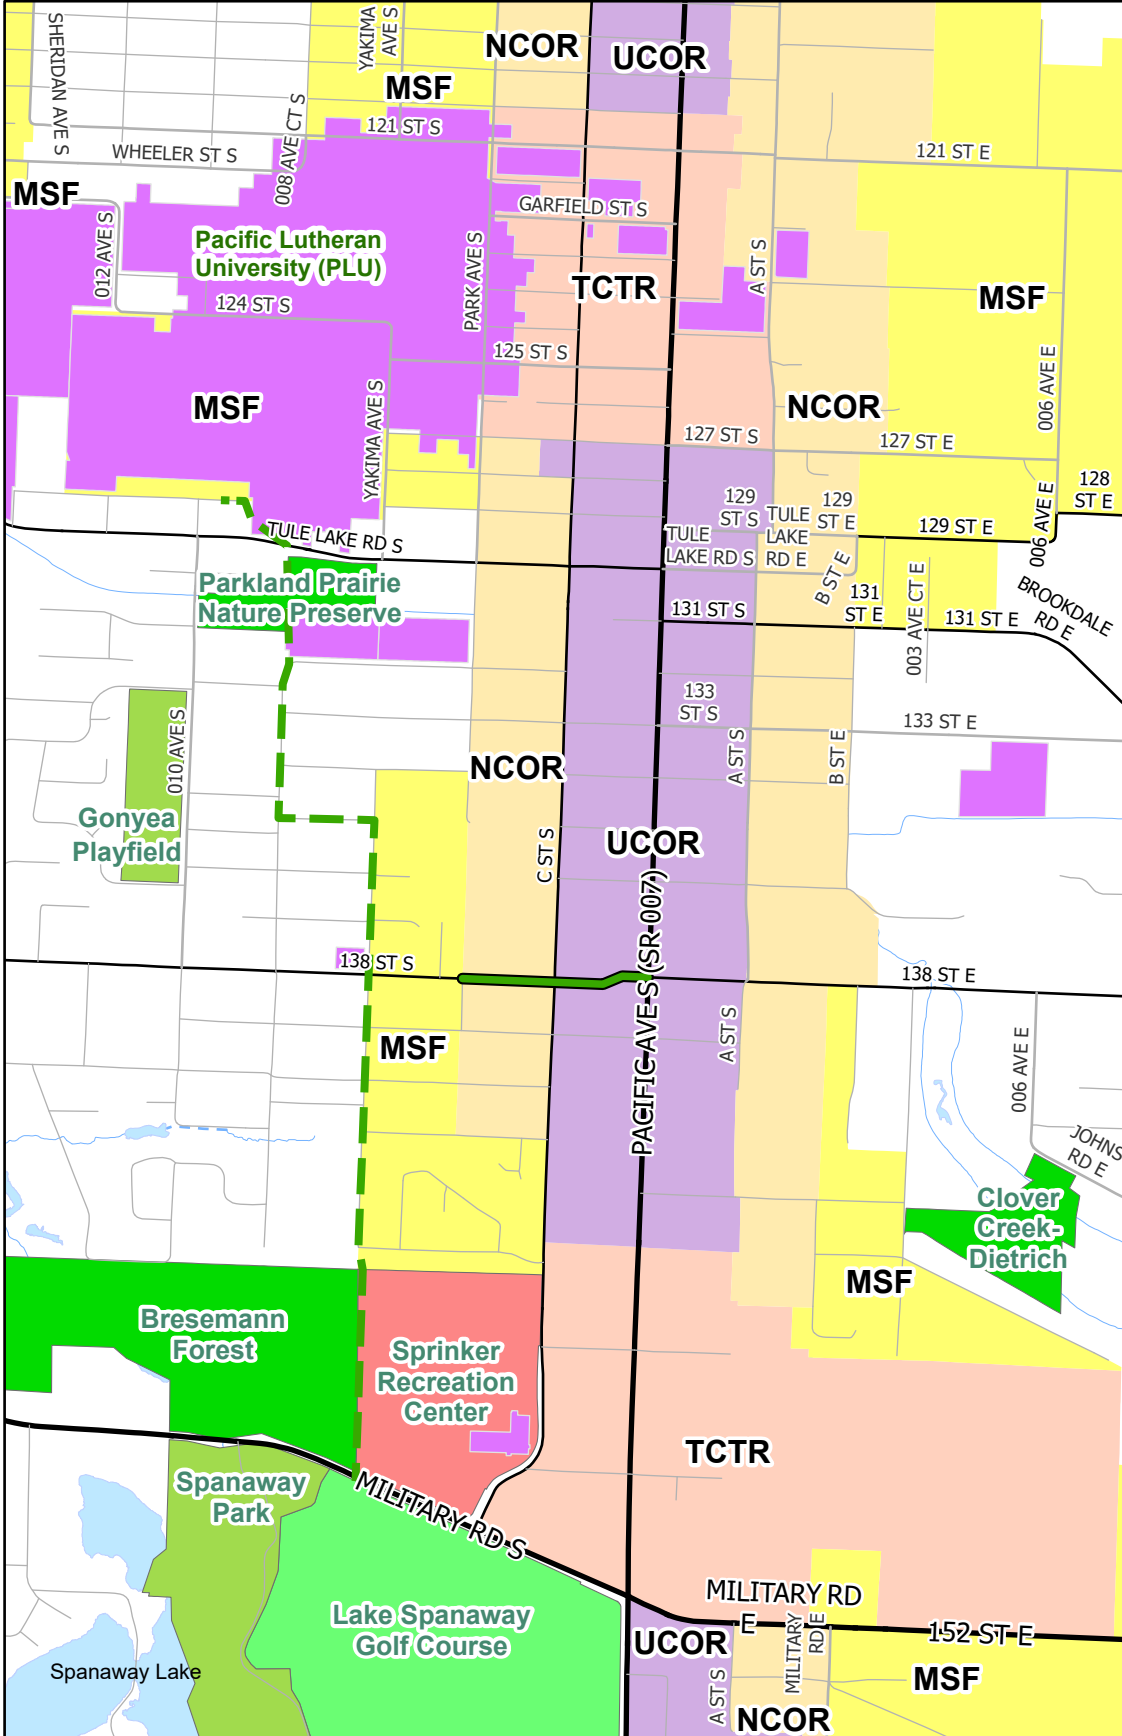 SHERIDAN AVE S
YAKIMA
AVE S
NCOR
UCOR
MSF
008 AVE CT S
121 ST S
WHEELER ST S
121 ST E
MSF
012 AVE S
GARFIELD ST S
Pacific Lutheran
University (PLU)
PARK AVE S
A ST S
TCTR
MSF
124 ST S
125 ST S
006 AVE E
MSF
YAKIMA AVE S
NCOR
127 ST S
127 ST E
128
ST E
129
ST S
129
ST E
TULE
LAKE RD S
TULE
LAKE
RD E
129 ST E
006 AVE E
TULE LAKE RD S
B ST E
Parkland Prairie
Nature Preserve
131 ST S
131
ST E
003 AVE CT E
131 ST E
BROOKDALE
RD E
133
ST S
133 ST E
010 AVE S
NCOR
A ST S
B ST E
Gonyea
Playfield
C ST S
UCOR
PACIFIC AVE S (SR 007)
138 ST S
138 ST E
MSF
A ST S
006 AVE E
JOHNS
RD E
Clover
Creek-
Dietrich
MSF
Bresemann
Forest
Sprinker
Recreation
Center
TCTR
Spanaway
Park
MILITARY RD S
MILITARY RD
E
MILITARY
RD E
152 ST E
Lake Spanaway
Golf Course
UCOR
Spanaway Lake
A ST S
MSF
NCOR